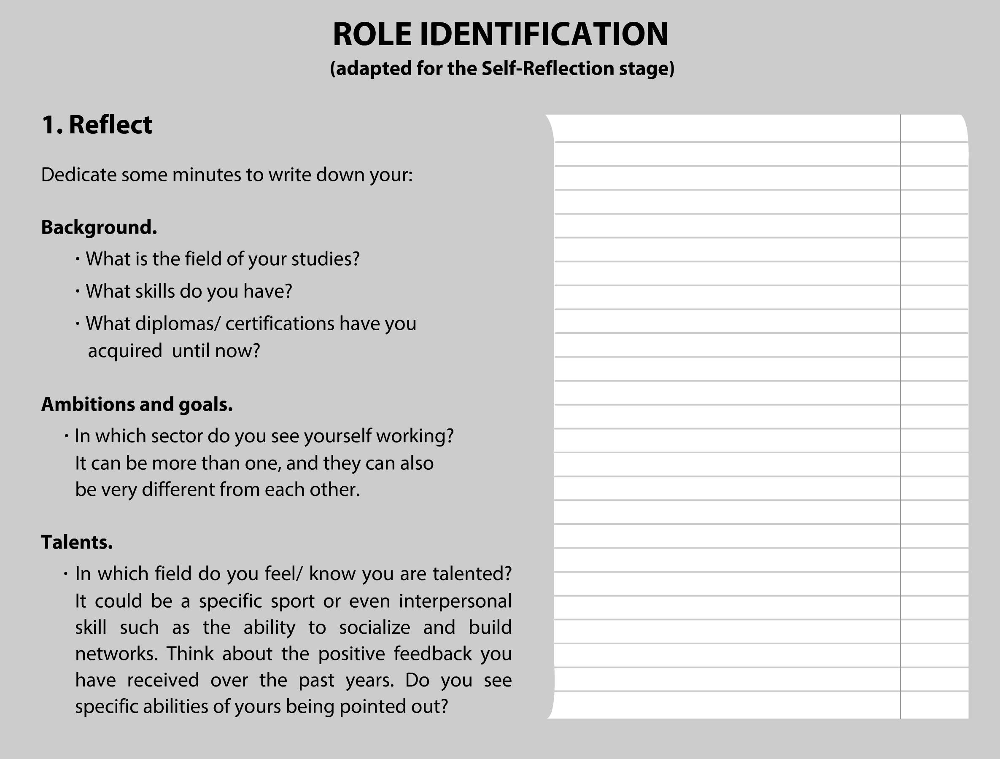 ROLE IDENTIFICATION
(adapted for the Self-Reflection stage)
1. Reflect
Dedicate some minutes to write down your:
Background.
· What is the field of your studies?
· What skills do you have?
· What diplomas/ certifications have you
acquired  until now?
Ambitions and goals.
· In which sector do you see yourself working?
It can be more than one, and they can also
be very different from each other.
Talents.
· In which field do you feel/ know you are talented?
It could be a specific sport or even interpersonal
skill such as the ability to socialize and build
networks. Think about the positive feedback you
have received over the past years. Do you see
specific abilities of yours being pointed out?